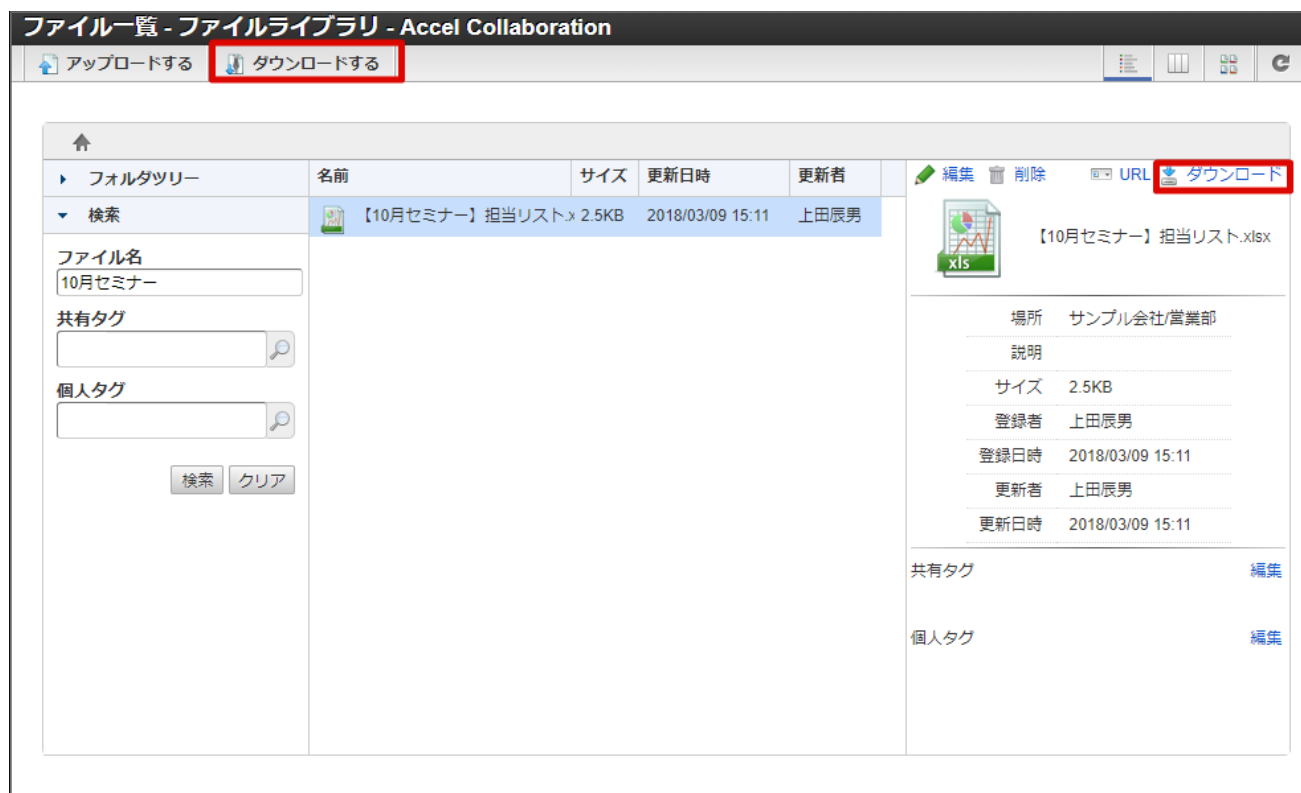 ファイル一覧 - ファイルライブラリ - Accel Collaboration
アップロードする ダウンロードする
フォルダツリー
検索
ファイル名
10月セミナー
共有タグ
個人タグ
検索 クリア
名前 サイズ 更新日時 更新者
【10月セミナー】担当リスト.x 2.5KB 2018/03/09 15:11 上田辰男
編集 削除 URL ダウンロード
xls
【10月セミナー】担当リスト.xlsx
場所 サンプル会社/営業部
説明
サイズ 2.5KB
登録者 上田辰男
登録日時 2018/03/09 15:11
更新者 上田辰男
更新日時 2018/03/09 15:11
共有タグ 編集
個人タグ 編集